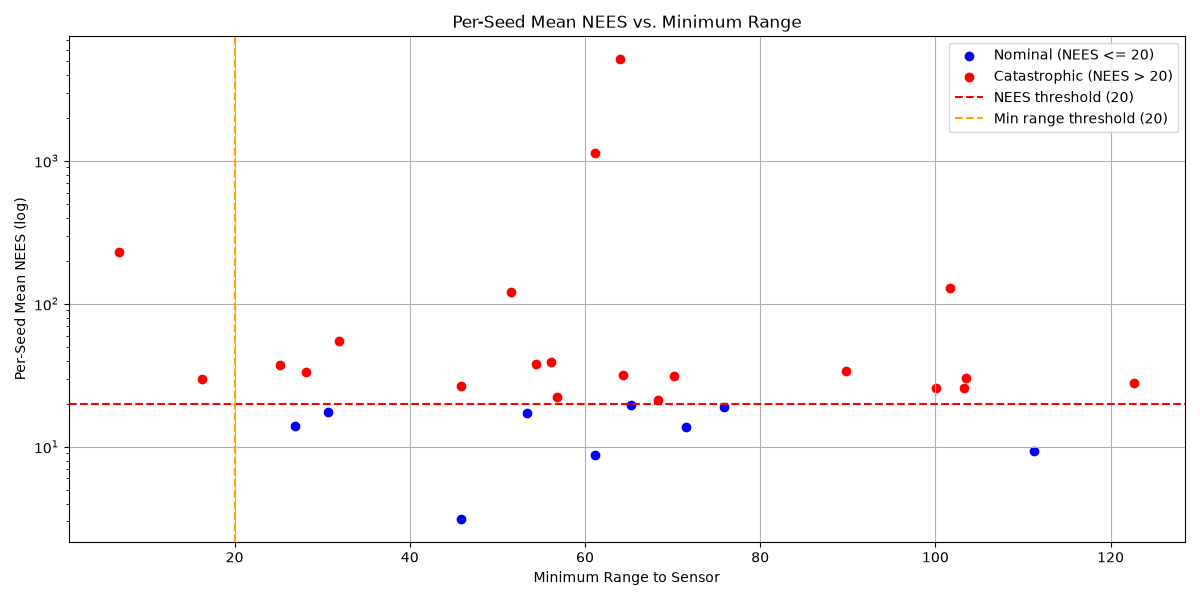 Per-Seed Mean NEES vs. Minimum Range
Nominal (NEES <= 20)
Catastrophic (NEES > 20)
NEES threshold (20)
Min range threshold (20)
Per-Seed Mean NEES (log)
10³
10²
10¹
20 40 60 80 100 120
Minimum Range to Sensor